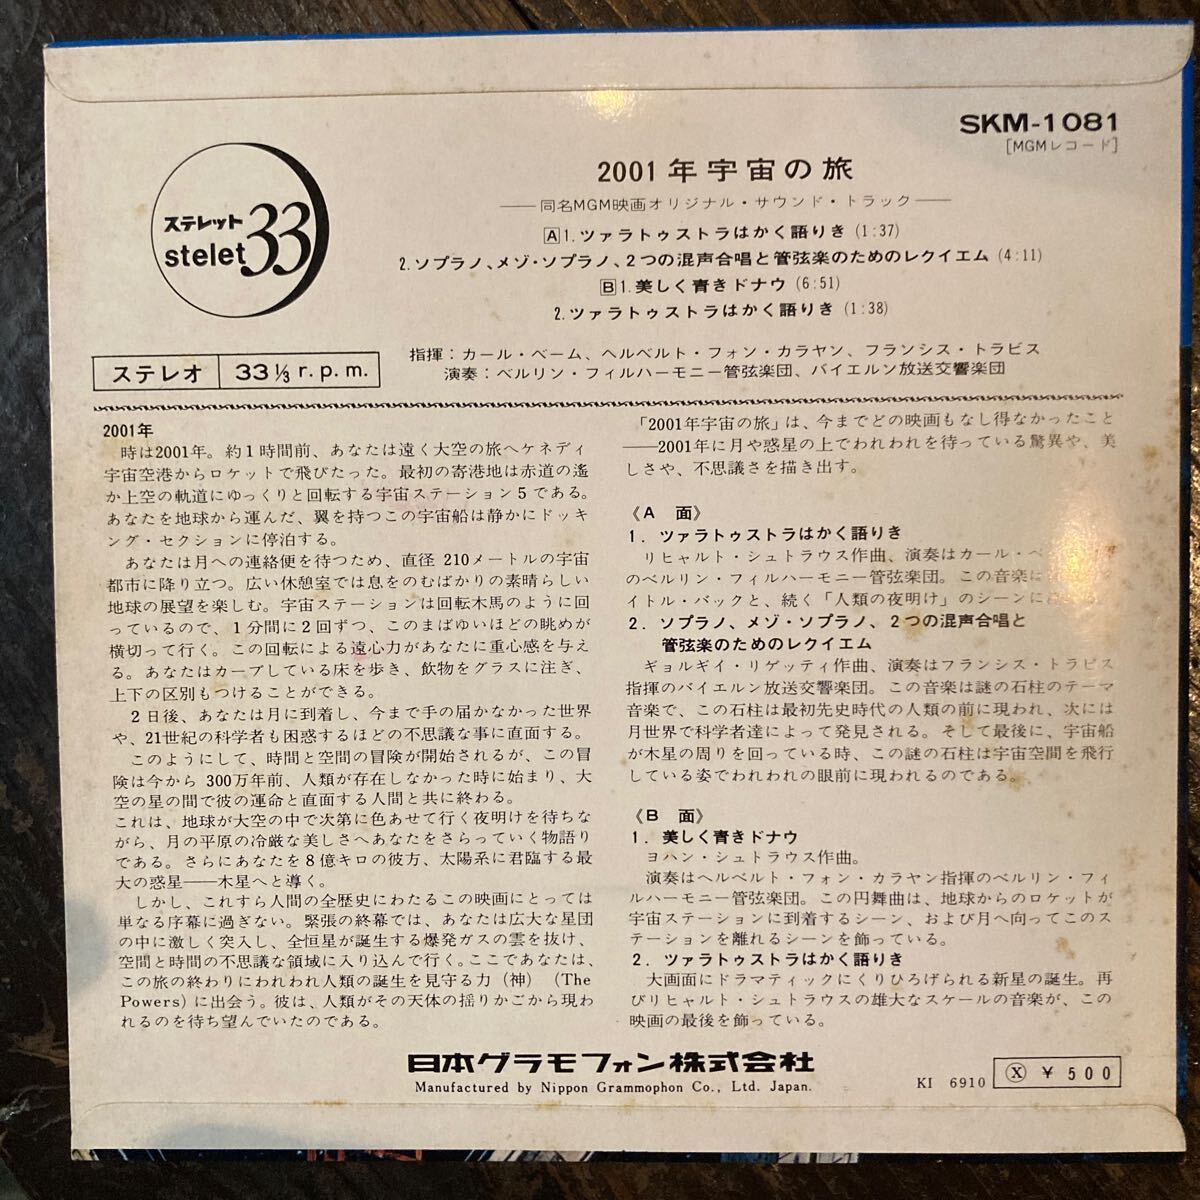 SKM-1081
[MGMレコード]
ステレット
stelet 33
2001年宇宙の旅
――同名MGM映画オリジナル・サウンド・トラック――
A 1. ツァラトゥストラはかく語りき (1:37)
2. ソプラノ、メゾ・ソプラノ、2つの混声合唱と管弦楽のためのレクイエム (4:11)
B 1. 美しく青きドナウ (6:51)
2. ツァラトゥストラはかく語りき (1:38)
ステレオ 33⅓ r.p.m.
指揮：カール・ベーム、ヘルベルト・フォン・カラヤン、フランシス・トラビス
演奏：ベルリン・フィルハーモニー管弦楽団、バイエルン放送交響楽団
2001年
時は2001年。約1時間前、あなたは遠く大空の旅へケネディ
宇宙空港からロケットで飛びたった。最初の寄港地は赤道の遙
か上空の軌道にゆっくりと回転する宇宙ステーション5である。
あなたを地球から運んだ、翼を持つこの宇宙船は静かにドッキ
ング・セクションに停泊する。
あなたは月への連絡便を待つため、直径 210メートルの宇宙
都市に降り立つ。広い休憩室では息をのむばかりの素晴らしい
地球の展望を楽しむ。宇宙ステーションは回転木馬のように回
っているので、1分間に2回ずつ、このまばゆいほどの眺めが
横切って行く。この回転による遠心力があなたに重心感を与え
る。あなたはカーブしている床を歩き、飲物をグラスに注ぎ、
上下の区別もつけることができる。
2日後、あなたは月に到着し、今まで手の届かなかった世界
や、21世紀の科学者も困惑するほどの不思議な事に直面する。
このようにして、時間と空間の冒険が開始されるが、この冒
険は今から 300万年前、人類が存在しなかった時に始まり、大
空の星の間で彼の運命と直面する人間と共に終わる。
これは、地球が大空の中で次第に色あせて行く夜明けを待ちな
がら、月の平原の冷厳な美しさへあなたをさらっていく物語り
である。さらにあなたを8億キロの彼方、太陽系に君臨する最
大の惑星――木星へと導く。
しかし、これすら人間の全歴史にわたるこの映画にとっては
単なる序幕に過ぎない。緊張の終幕では、あなたは広大な星団
の中に激しく突入し、全恒星が誕生する爆発ガスの雲を抜け、
空間と時間の不思議な領域に入り込んで行く。ここであなたは、
この旅の終わりにわれわれ人類の誕生を見守る力（神）（The
Powers）に出会う。彼は、人類がその天体の揺りかごから現わ
れるのを待ち望んでいたのである。
「2001年宇宙の旅」は、今までどの映画もなし得なかったこと
――2001年に月や惑星の上でわれわれを待っている驚異や、美
しさや、不思議さを描き出す。
《A 面》
1. ツァラトゥストラはかく語りき
リヒャルト・シュトラウス作曲、演奏はカール・ベ
のベルリン・フィルハーモニー管弦楽団。この音楽に
イトル・バックと、続く「人類の夜明け」のシーンに
2. ソプラノ、メゾ・ソプラノ、2つの混声合唱と
管弦楽のためのレクイエム
ギョルギイ・リゲッティ作曲、演奏はフランシス・トラビス
指揮のバイエルン放送交響楽団。この音楽は謎の石柱のテーマ
音楽で、この石柱は最初先史時代の人類の前に現われ、次には
月世界で科学者達によって発見される。そして最後に、宇宙船
が木星の周りを回っている時、この謎の石柱は宇宙空間を飛行
している姿でわれわれの眼前に現われるのである。
《B 面》
1. 美しく青きドナウ
ヨハン・シュトラウス作曲。
演奏はヘルベルト・フォン・カラヤン指揮のベルリン・フィ
ルハーモニー管弦楽団。この円舞曲は、地球からのロケットが
宇宙ステーションに到着するシーン、および月へ向ってこのス
テーションを離れるシーンを飾っている。
2. ツァラトゥストラはかく語りき
大画面にドラマティックにくりひろげられる新星の誕生。再
びリヒャルト・シュトラウスの雄大なスケールの音楽が、この
映画の最後を飾っている。
日本グラモフォン株式会社
Manufactured by Nippon Grammophon Co., Ltd. Japan.
KI 6910 Ⓧ ¥ 500